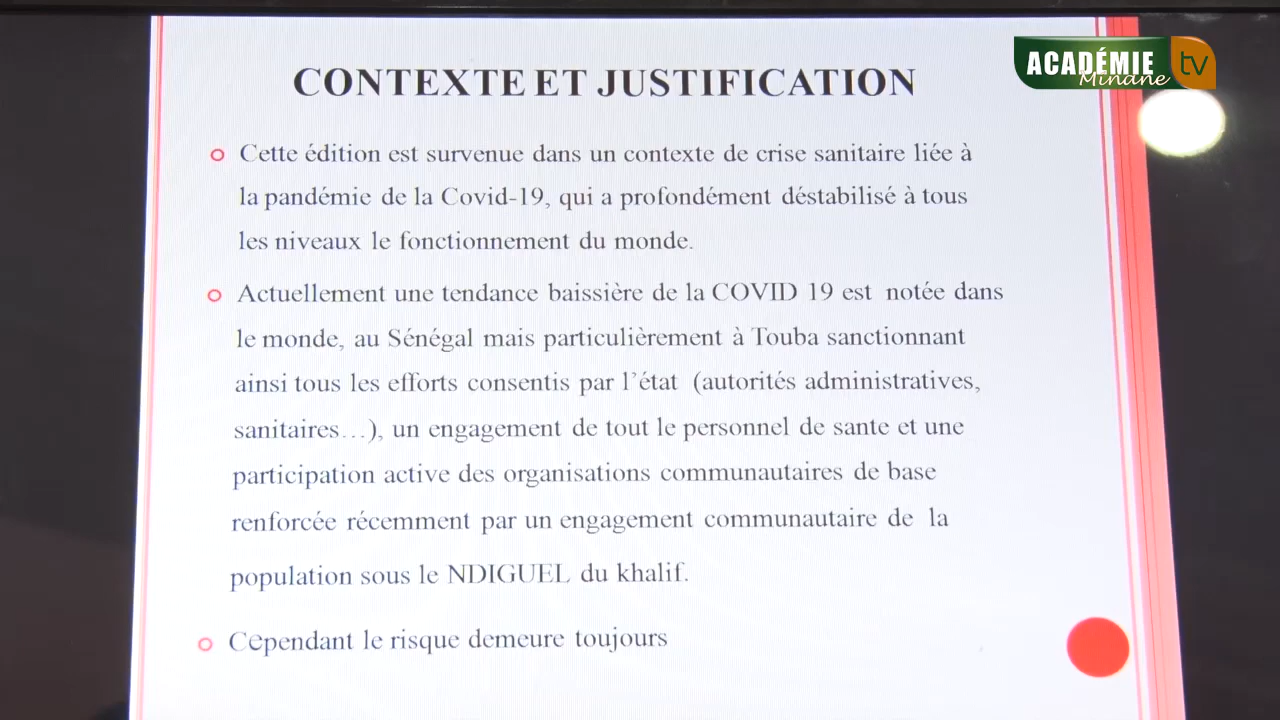 ACADÉMIE tv
Minane
CONTEXTE ET JUSTIFICATION
Cette édition est survenue dans un contexte de crise sanitaire liée à
la pandémie de la Covid-19, qui a profondément déstabilisé à tous
les niveaux le fonctionnement du monde.
Actuellement une tendance baissière de la COVID 19 est notée dans
le monde, au Sénégal mais particulièrement à Touba sanctionnant
ainsi tous les efforts consentis par l’état (autorités administratives,
sanitaires…), un engagement de tout le personnel de sante et une
participation active des organisations communautaires de base
renforcée récemment par un engagement communautaire de la
population sous le NDIGUEL du khalif.
Cependant le risque demeure toujours